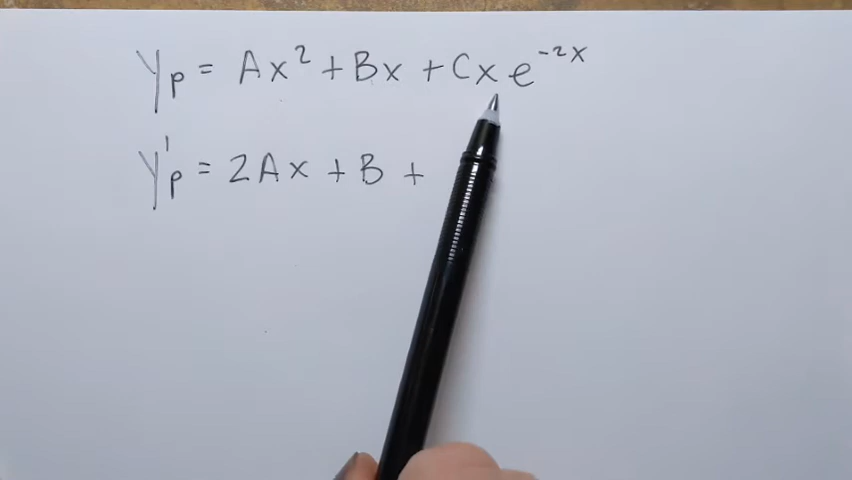 yₚ = Ax² + Bx + Cxe⁻²ˣ
y'ₚ = 2Ax + B +